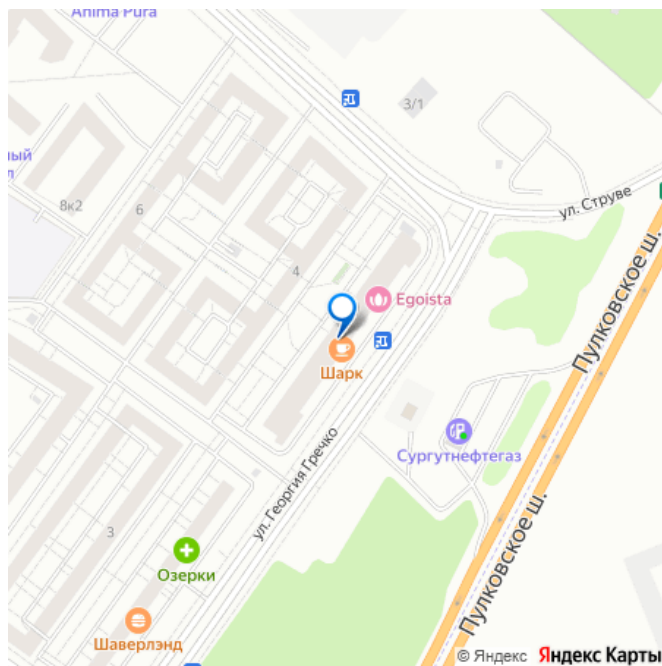 Anima Pura
3/1
ный
л
8к2
6
ул. Струве
4
Egoista
Пулковское ш.
Шарк
Сургутнефтегаз
ул. Георгия Гречко
3
Озерки
Пулковское ш.
Шаверлэнд
© Яндекс Яндекс Карты